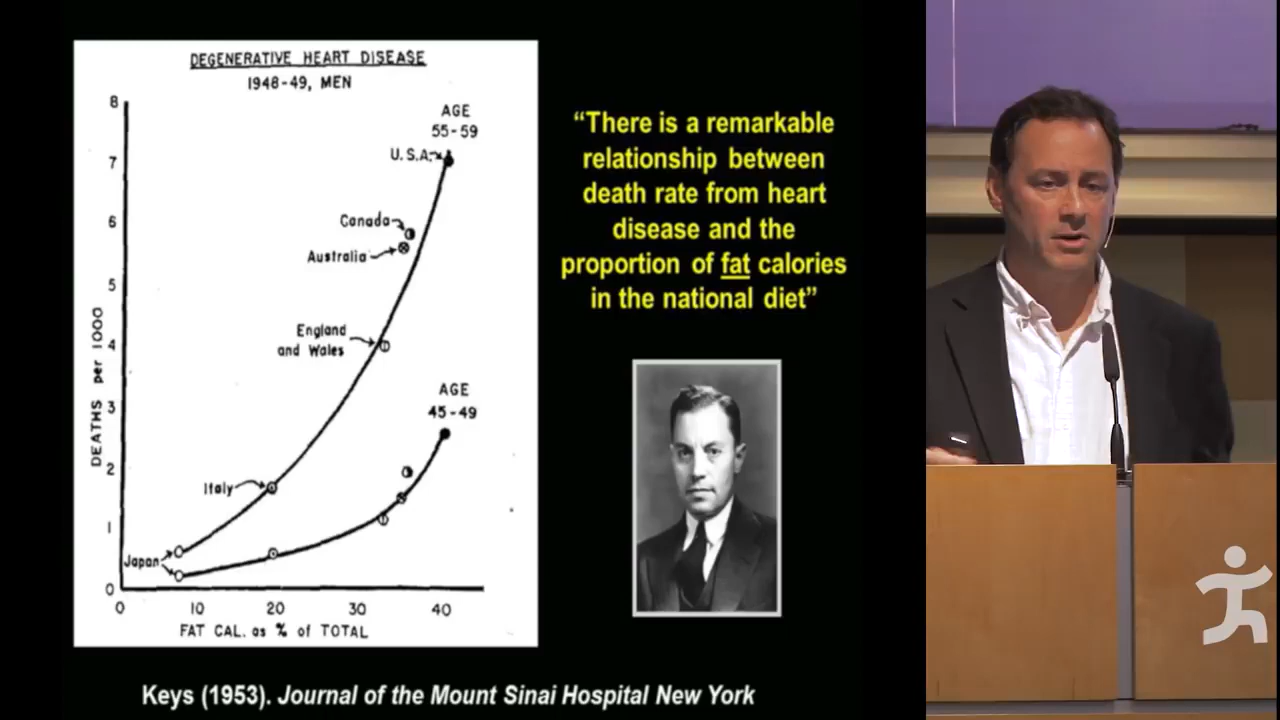 DEGENERATIVE HEART DISEASE
1948-49, MEN
8
7
6
5
4
3
2
1
0
DEATHS per 1000
AGE
55-59
U.S.A.
Canada
Australia
England
and Wales
AGE
45-49
Italy
Japan
0 10 20 30 40
FAT CAL. as % of TOTAL
“There is a remarkable
relationship between
death rate from heart
disease and the
proportion of fat calories
in the national diet”
Keys (1953). Journal of the Mount Sinai Hospital New York